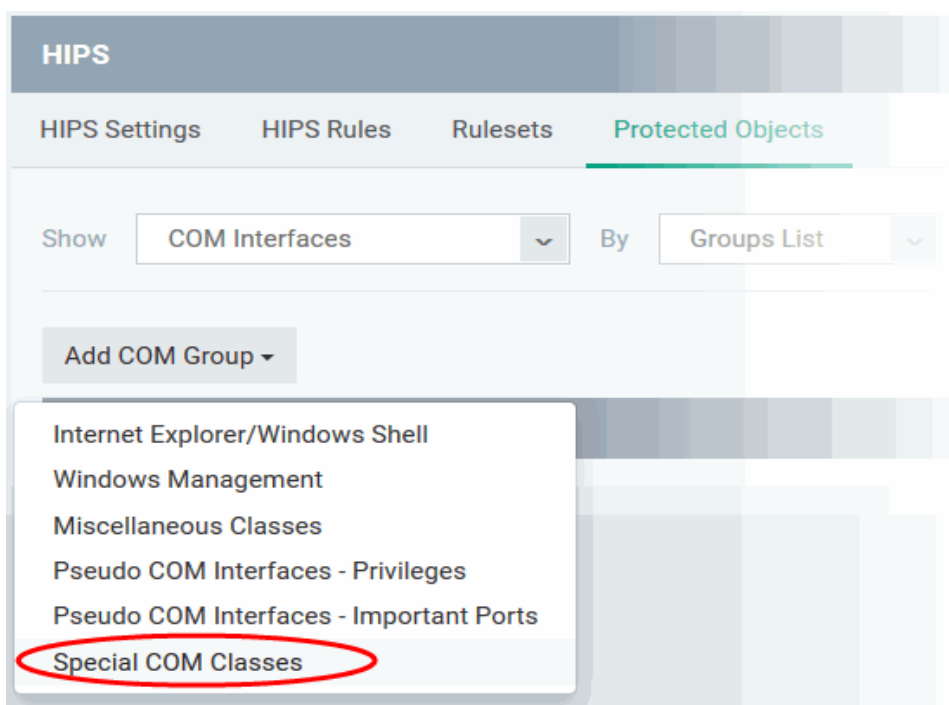 HIPS
HIPS Settings HIPS Rules Rulesets Protected Objects
Show COM Interfaces By Groups List
Add COM Group
Internet Explorer/Windows Shell
Windows Management
Miscellaneous Classes
Pseudo COM Interfaces - Privileges
Pseudo COM Interfaces - Important Ports
Special COM Classes